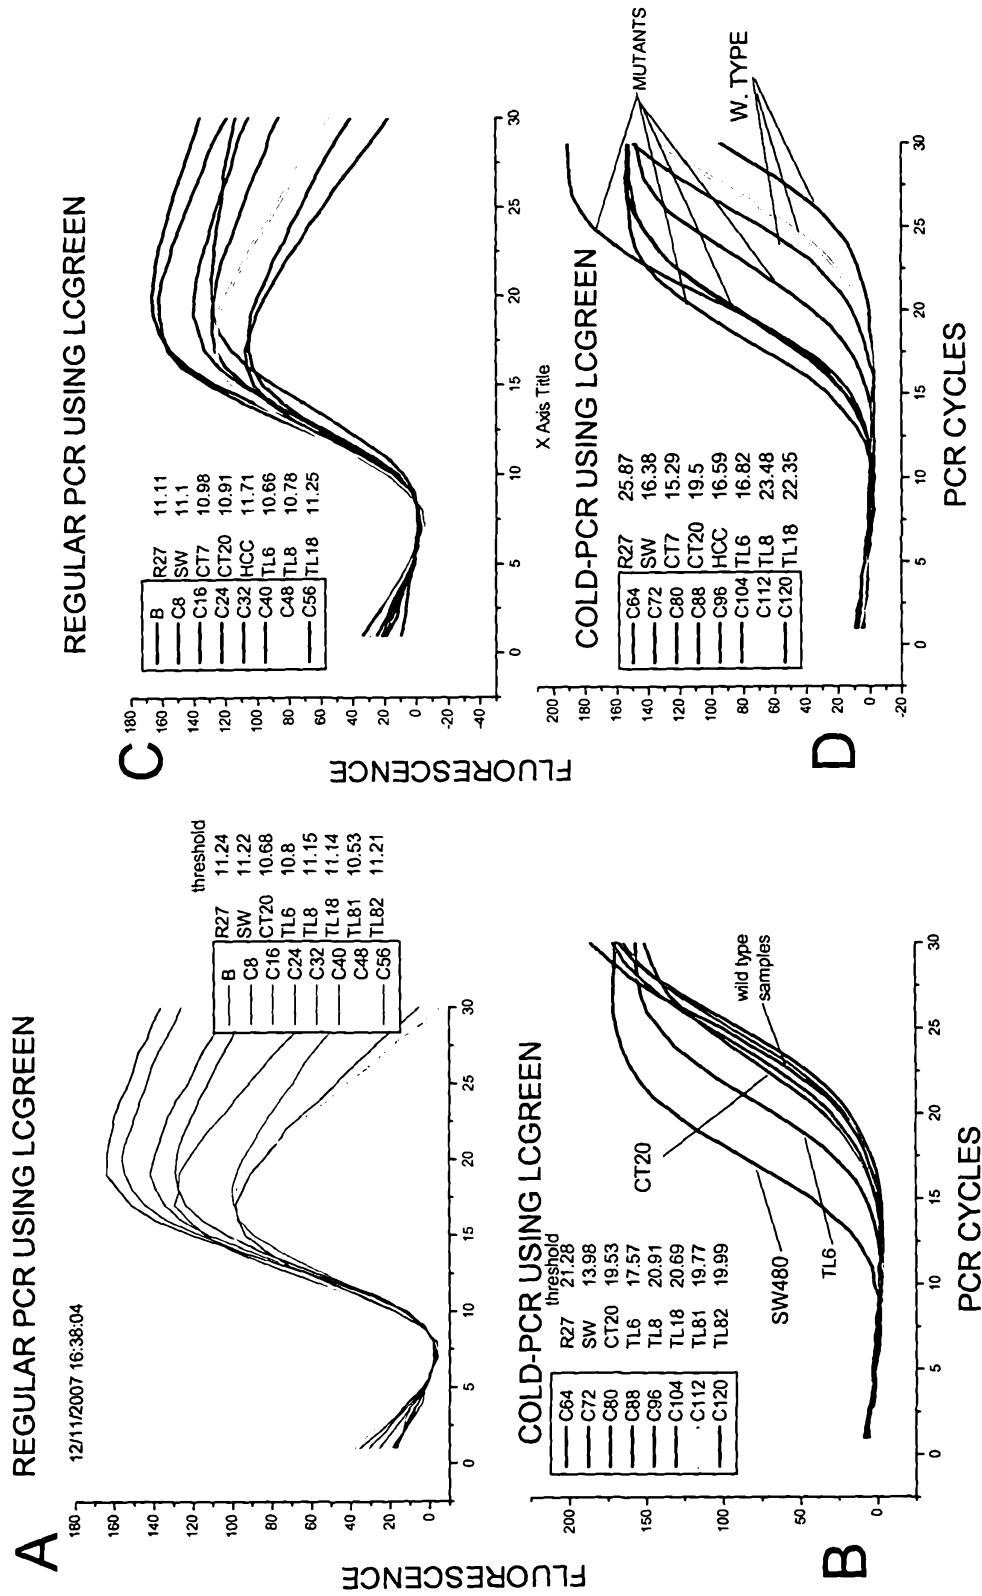 A
REGULAR PCR USING LCGREEN
12/11/2007 16:38:04
threshold
B R27 11.24
C8 SW 11.22
C16 CT20 10.68
C24 TL6 10.8
C32 TL8 11.15
C40 TL18 11.14
C48 TL81 10.53
C56 TL82 11.21
180
160
140
120
100
80
60
40
20
0
FLUORESCENCE
0 5 10 15 20 25 30
B
COLD-PCR USING LCGREEN
threshold
C64 R27 21.28
C72 SW 13.98
C80 CT20 19.53
C88 TL6 17.57
C96 TL8 20.91
C104 TL18 20.69
C112 TL81 19.77
C120 TL82 19.99
200
150
100
50
0
SW480
TL6
CT20
wild type
samples
0 5 10 15 20 25 30
PCR CYCLES
C
REGULAR PCR USING LCGREEN
B R27 11.11
C8 SW 11.1
C16 CT7 10.98
C24 CT20 10.91
C32 HCC 11.71
C40 TL6 10.66
C48 TL8 10.78
C56 TL18 11.25
180
160
140
120
100
80
60
40
20
0
-20
-40
FLUORESCENCE
0 5 10 15 20 25 30
X Axis Title
D
COLD-PCR USING LCGREEN
C64 R27 25.87
C72 SW 16.38
C80 CT7 15.29
C88 CT20 19.5
C96 HCC 16.59
C104 TL6 16.82
C112 TL8 23.48
C120 TL18 22.35
200
180
160
140
120
100
80
60
40
20
0
-20
MUTANTS
W. TYPE
0 5 10 15 20 25 30
PCR CYCLES